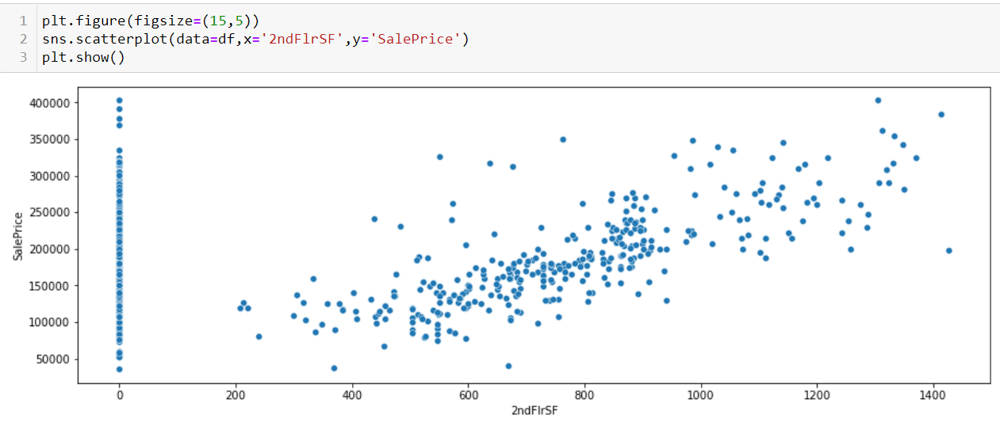 1 plt.figure(figsize=(15,5))
2 sns.scatterplot(data=df,x='2ndFlrSF',y='SalePrice')
3 plt.show()
400000
350000
300000
250000
200000
150000
100000
50000
SalePrice
0 200 400 600 800 1000 1200 1400
2ndFlrSF